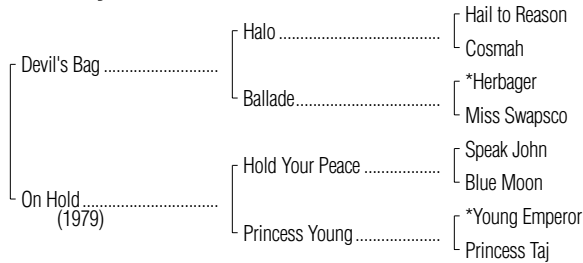 Hail to Reason
Halo ..............................
Cosmah
Devil's Bag ........................
*Herbager
Ballade...........................
Miss Swapsco
Speak John
Hold Your Peace .................
Blue Moon
On Hold............................
(1979)
*Young Emperor
Princess Young .................
Princess Taj